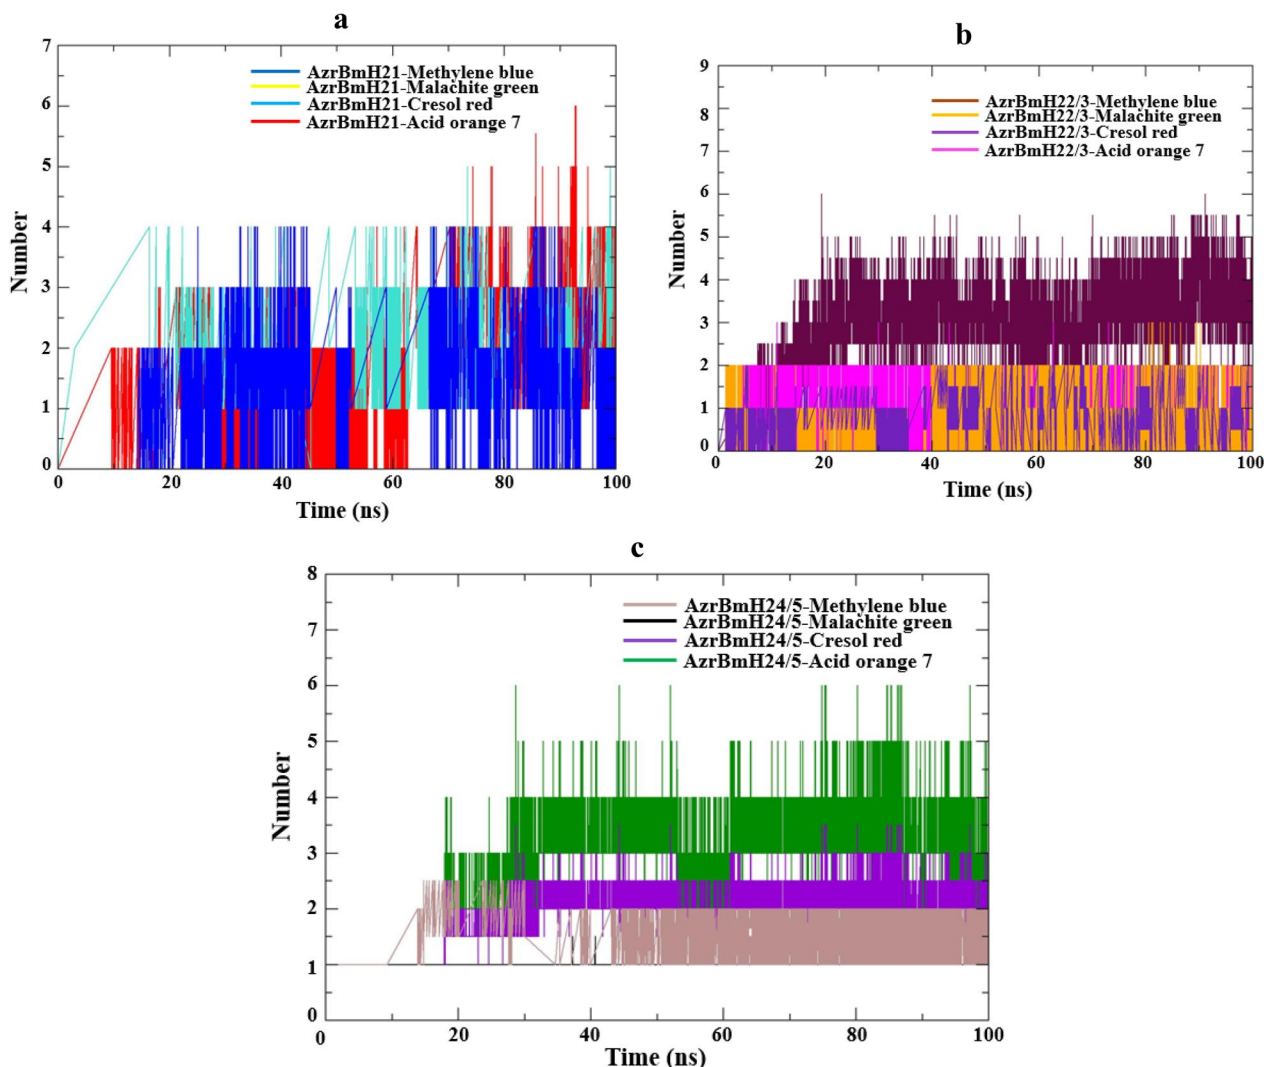 a
7
6
5
4
3
2
1
0
Number
AzrBmH21-Methylene blue
AzrBmH21-Malachite green
AzrBmH21-Cresol red
AzrBmH21-Acid orange 7
0 20 40 60 80 100
Time (ns)
b
9
8
7
6
5
4
3
2
1
0
Number
AzrBmH22/3-Methylene blue
AzrBmH22/3-Malachite green
AzrBmH22/3-Cresol red
AzrBmH22/3-Acid orange 7
0 20 40 60 80 100
Time (ns)
c
8
7
6
5
4
3
2
1
0
Number
AzrBmH24/5-Methylene blue
AzrBmH24/5-Malachite green
AzrBmH24/5-Cresol red
AzrBmH24/5-Acid orange 7
0 20 40 60 80 100
Time (ns)